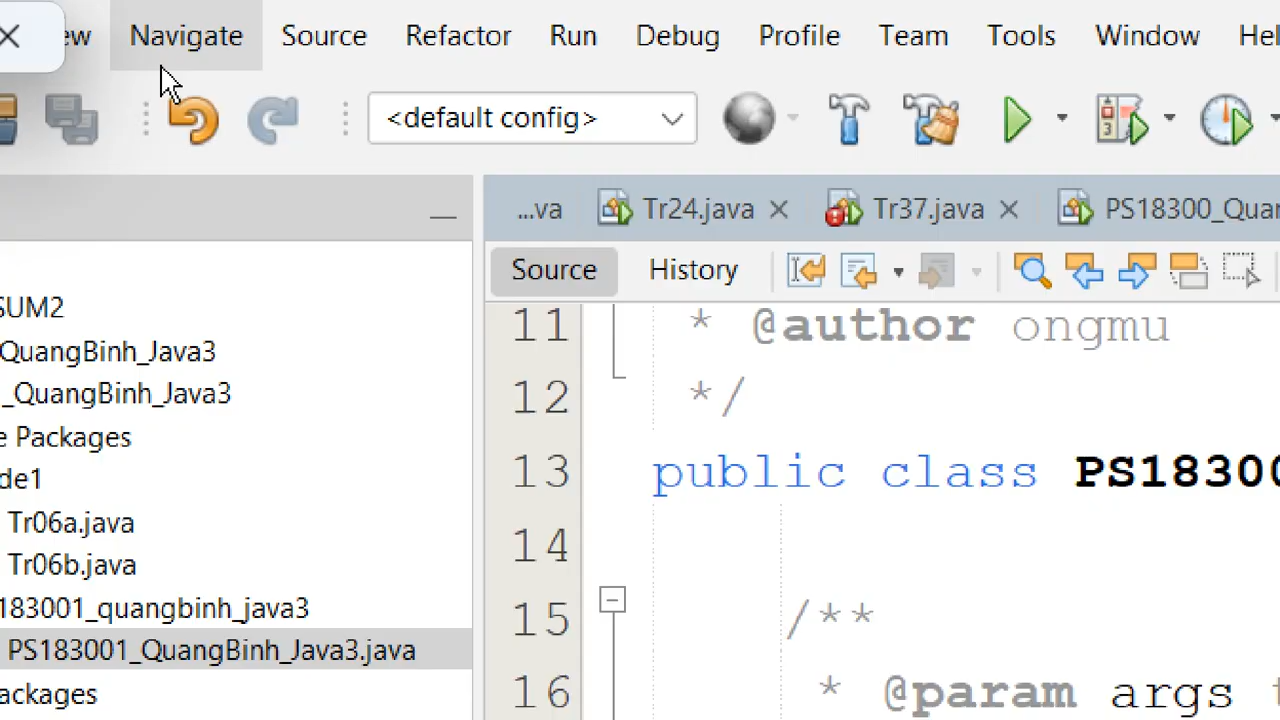 ew Navigate Source Refactor Run Debug Profile Team Tools Window Hel
<default config>
...va Tr24.java Tr37.java PS18300_Quan
Source History
SUM2
QuangBinh_Java3
_QuangBinh_Java3
e Packages
de1
Tr06a.java
Tr06b.java
183001_quangbinh_java3
PS183001_QuangBinh_Java3.java
ackages
11 * @author ongmu
12 */
13 public class PS18300
14
15 /**
16 * @param args t